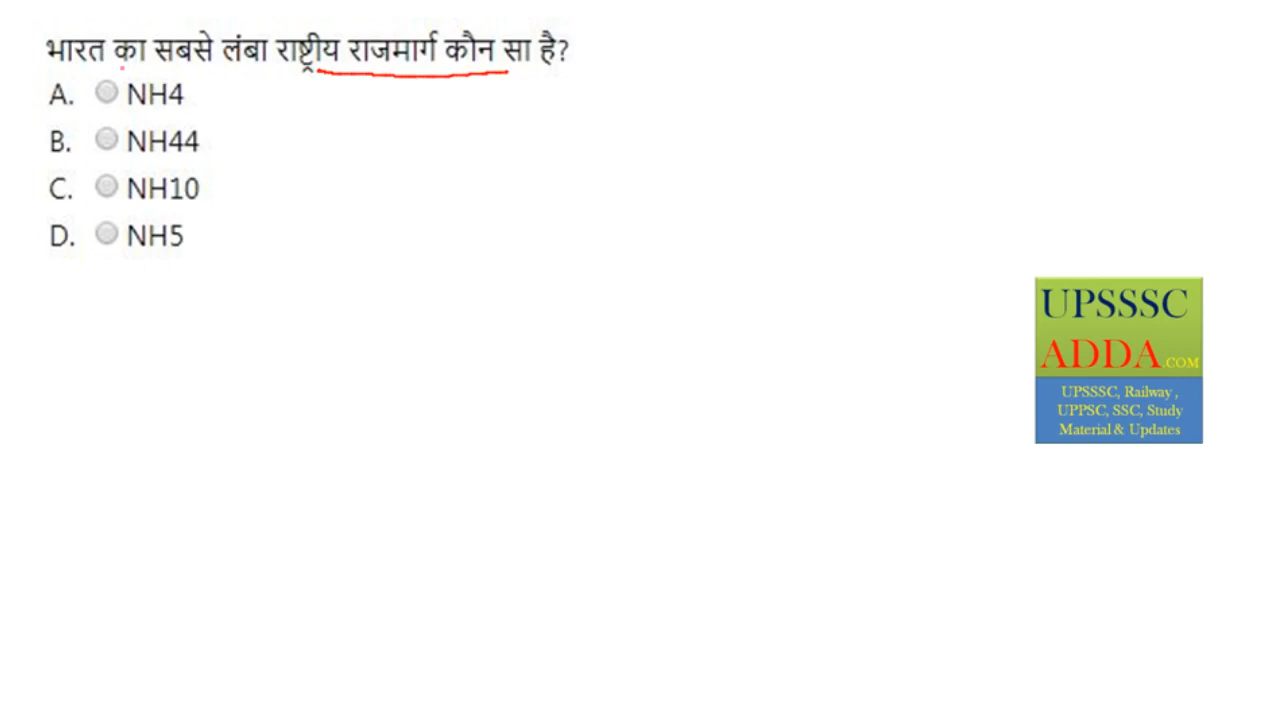 भारत का सबसे लंबा राष्ट्रीय राजमार्ग कौन सा है?
A. NH4
B. NH44
C. NH10
D. NH5
UPSSSC
ADDA.COM
UPSSSC, Railway ,
UPPSC, SSC, Study
Material & Updates